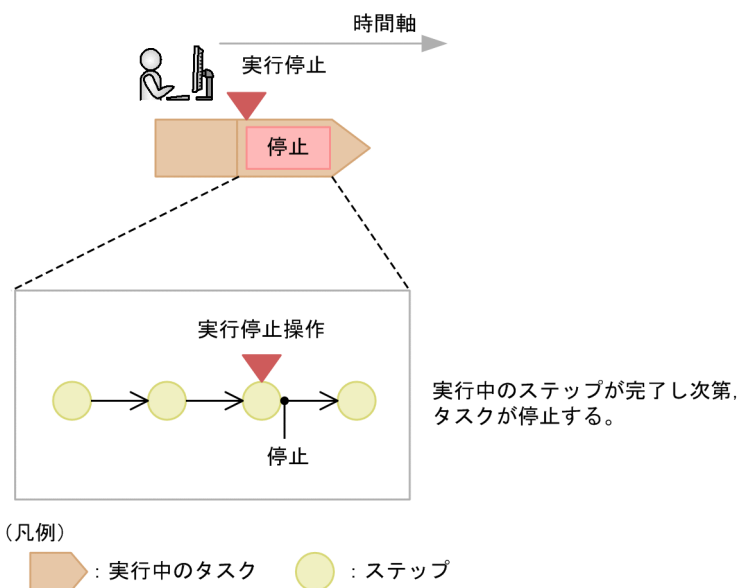 時間軸
実行停止
停止
実行停止操作
停止
実行中のステップが完了し次第,
タスクが停止する。
(凡例)
：実行中のタスク
：ステップ